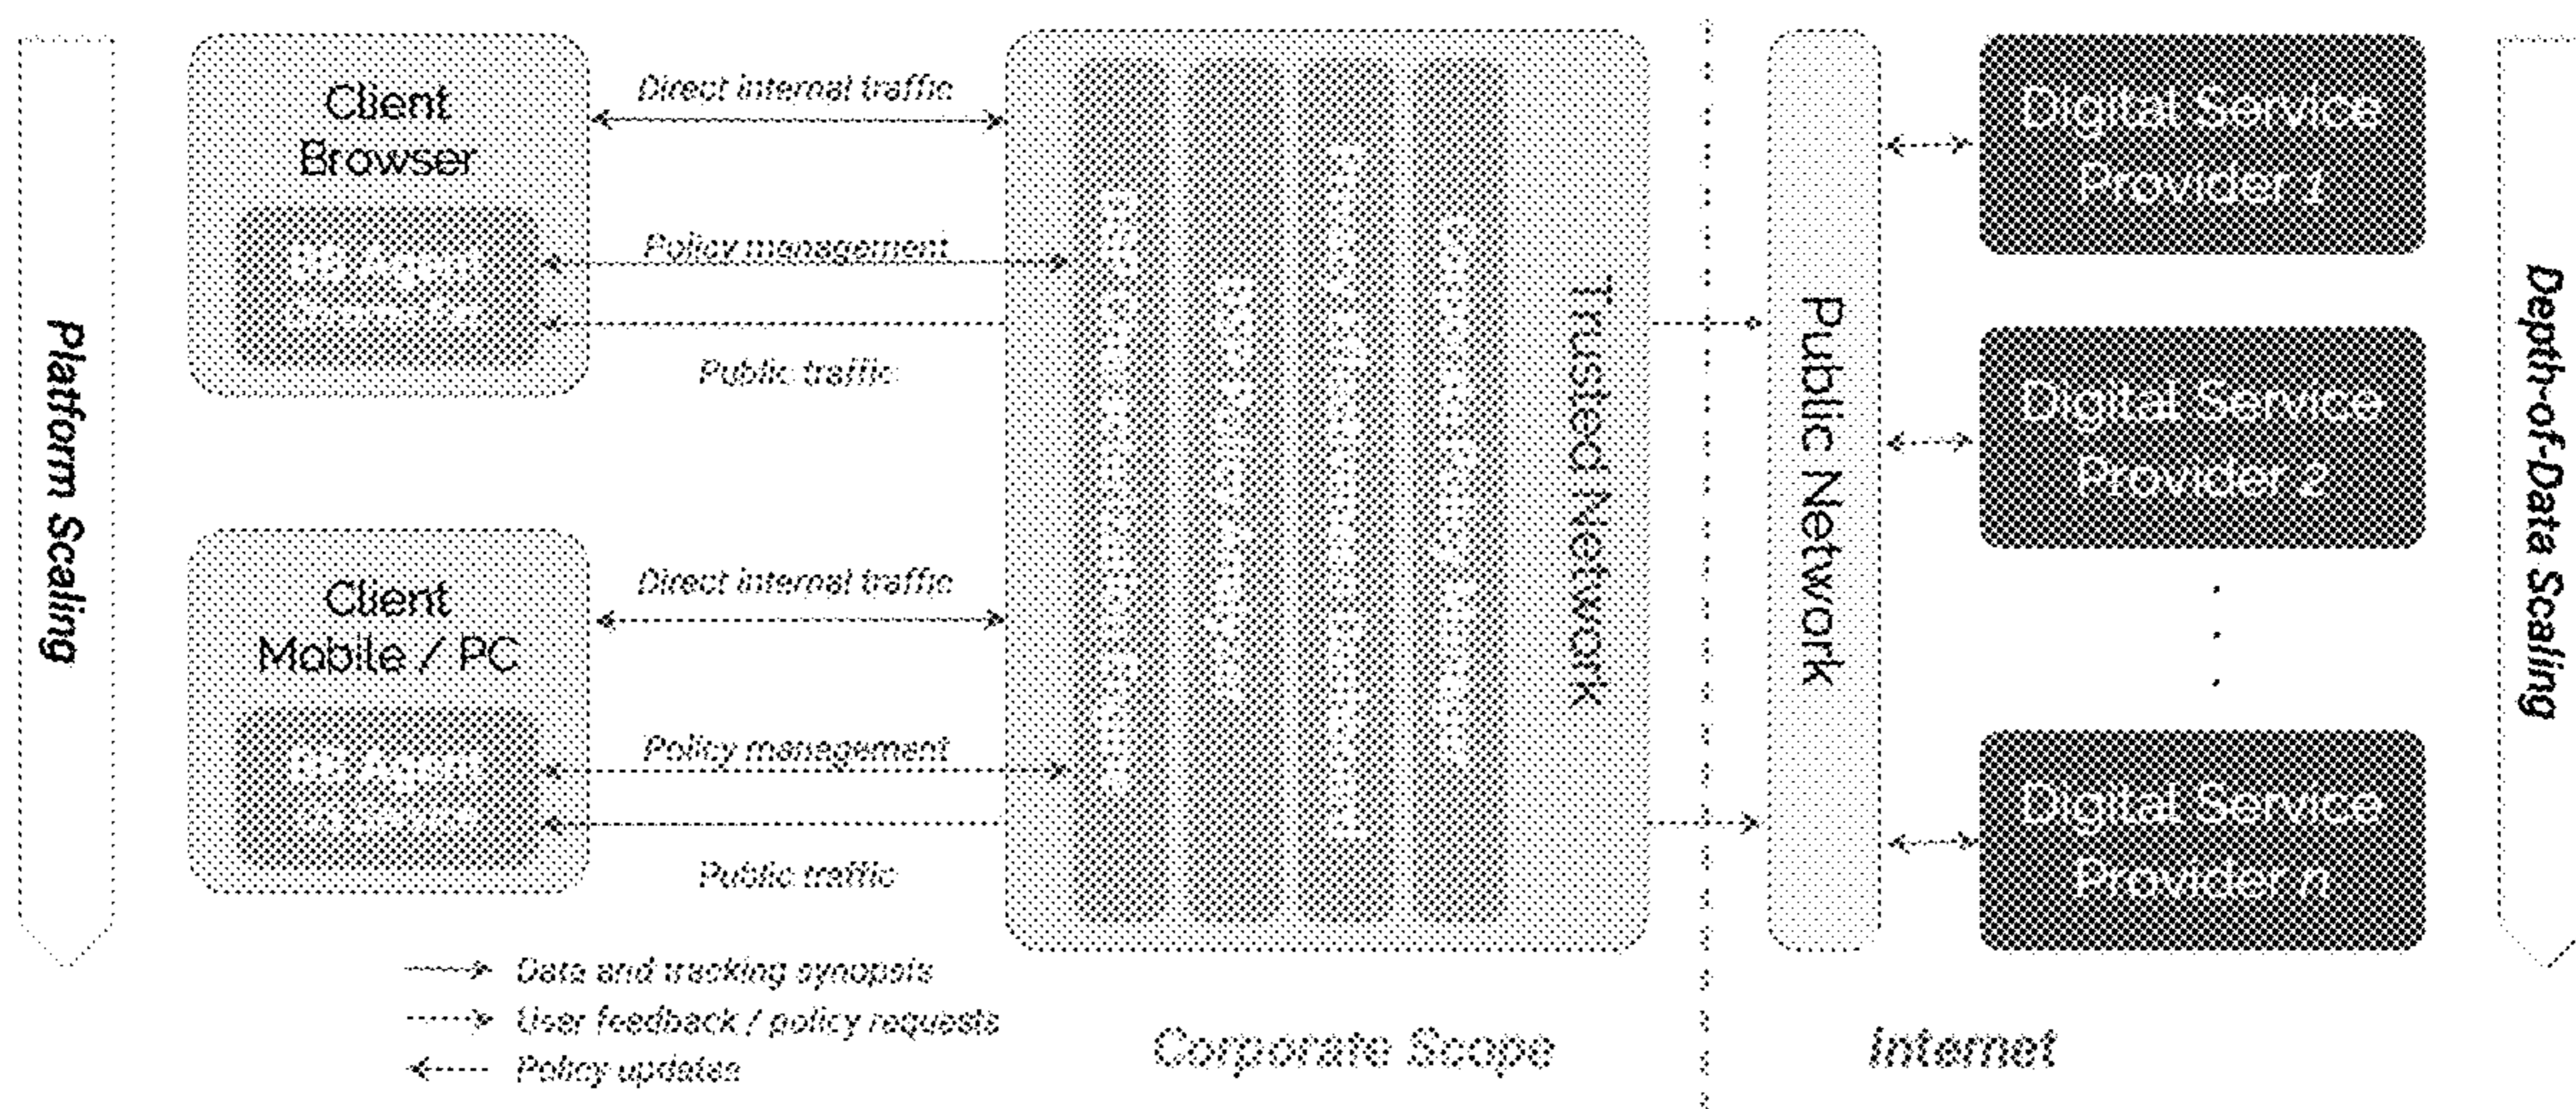 Platform Scaling
Client
Browser
Agent
Direct internal traffic
Policy management
Public traffic
Client
Mobile / PC
Agent
Direct internal traffic
Policy management
Public traffic
Trusted Network
Public Network
Digital Service
Provider 1
Digital Service
Provider 2
Digital Service
Provider n
Depth-of-Data Scaling
Data and tracking synopsis
User feedback / policy requests
Policy updates
Corporate Scope
Internet